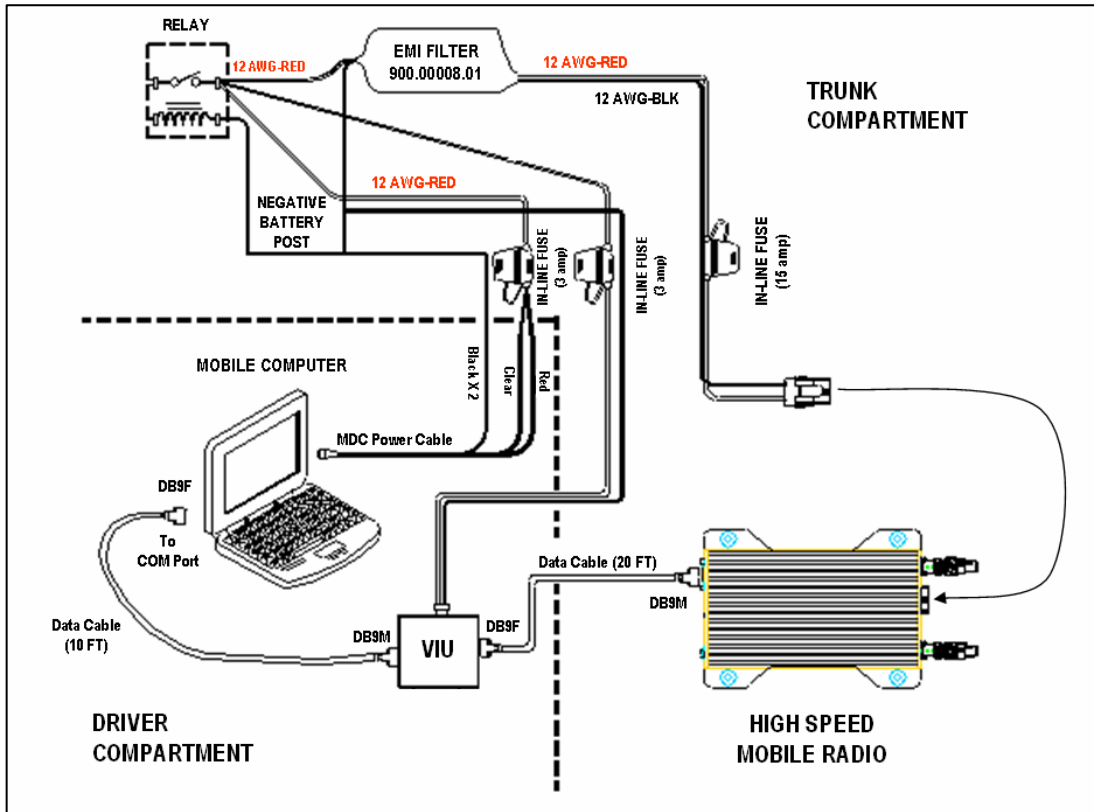 RELAY
12 AWG-RED
EMI FILTER
900.00008.01
12 AWG-RED
12 AWG-BLK
TRUNK
COMPARTMENT
12 AWG-RED
NEGATIVE
BATTERY
POST
IN-LINE FUSE
(3 amp)
IN-LINE FUSE
(3 amp)
IN-LINE FUSE
(15 amp)
Black X 2
Clear
Red
MOBILE COMPUTER
MDC Power Cable
DB9F
To
COM Port
Data Cable
(10 FT)
DB9M
VIU
DB9F
Data Cable (20 FT)
DB9M
DRIVER
COMPARTMENT
HIGH SPEED
MOBILE RADIO